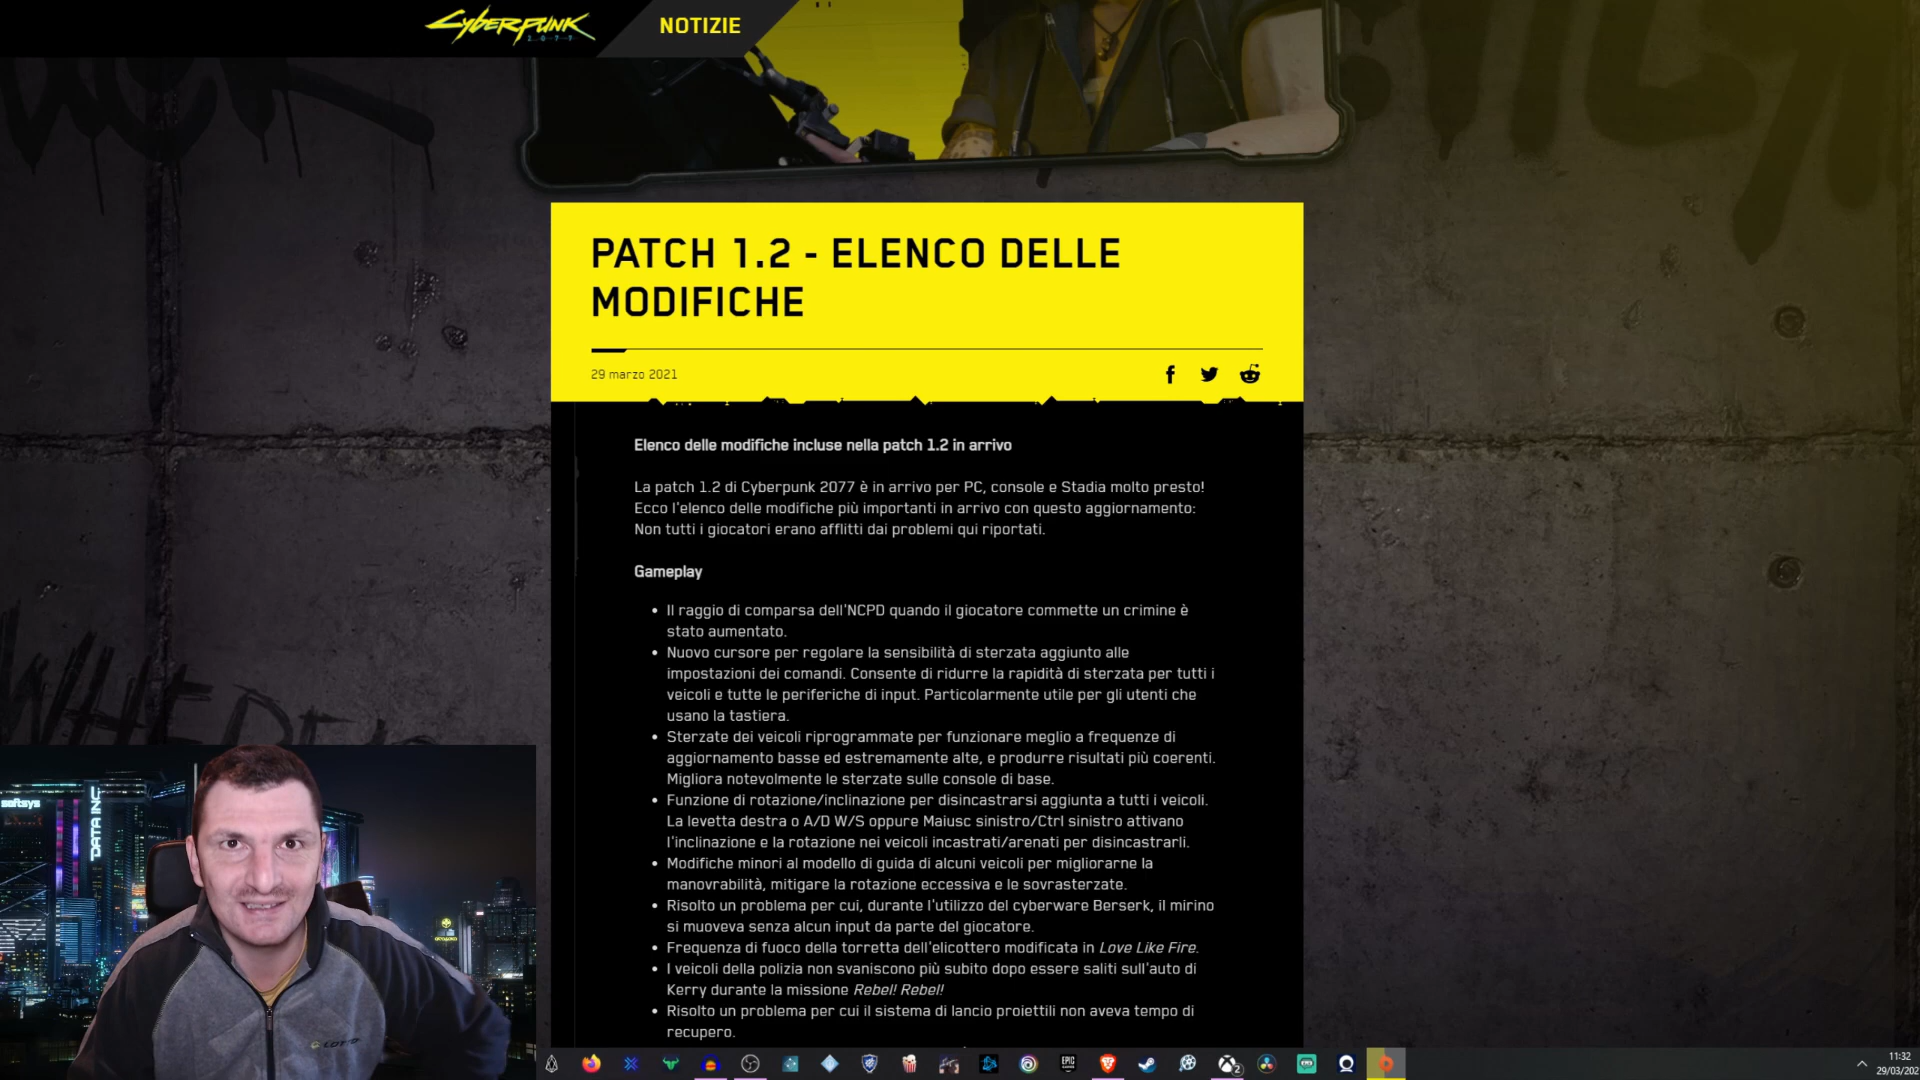 Cyberpunk
2077
NOTIZIE
PATCH 1.2 - ELENCO DELLE
MODIFICHE
29 marzo 2021
Elenco delle modifiche incluse nella patch 1.2 in arrivo
La patch 1.2 di Cyberpunk 2077 è in arrivo per PC, console e Stadia molto presto!
Ecco l'elenco delle modifiche più importanti in arrivo con questo aggiornamento:
Non tutti i giocatori erano afflitti dai problemi qui riportati.
Gameplay
• Il raggio di comparsa dell'NCPD quando il giocatore commette un crimine è
stato aumentato.
• Nuovo cursore per regolare la sensibilità di sterzata aggiunto alle
impostazioni dei comandi. Consente di ridurre la rapidità di sterzata per tutti i
veicoli e tutte le periferiche di input. Particolarmente utile per gli utenti che
usano la tastiera.
• Sterzate dei veicoli riprogrammate per funzionare meglio a frequenze di
aggiornamento basse ed estremamente alte, e produrre risultati più coerenti.
Migliora notevolmente le sterzate sulle console di base.
• Funzione di rotazione/inclinazione per disincastrarsi aggiunta a tutti i veicoli.
La levetta destra o A/D W/S oppure Maiusc sinistro/Ctrl sinistro attivano
l'inclinazione e la rotazione nei veicoli incastrati/arenati per disincastrarli.
• Modifiche minori al modello di guida di alcuni veicoli per migliorarne la
manovrabilità, mitigare la rotazione eccessiva e le sovrasterzate.
• Risolto un problema per cui, durante l'utilizzo del cyberware Berserk, il mirino
si muoveva senza alcun input da parte del giocatore.
• Frequenza di fuoco della torretta dell'elicottero modificata in Love Like Fire.
• I veicoli della polizia non svaniscono più subito dopo essere saliti sull'auto di
Kerry durante la missione Rebel! Rebel!
• Risolto un problema per cui il sistema di lancio proiettili non aveva tempo di
recupero.
softsys
DATA INC
LOTTO
EPIC
GAMES
2
11:32
29/03/202